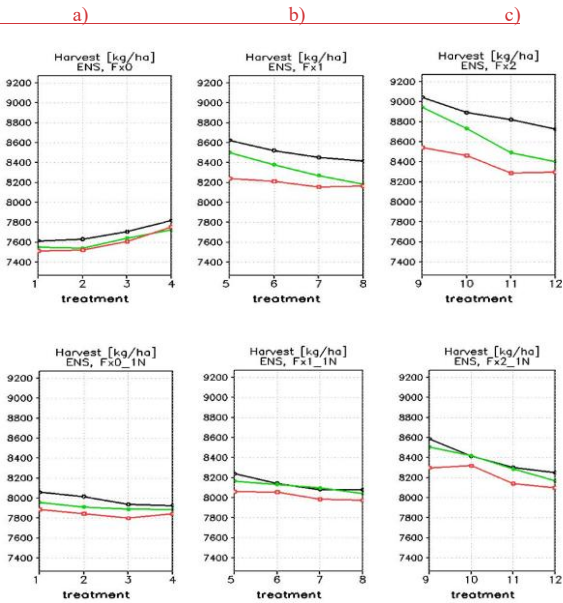 a) b) c)
Harvest [kg/ha] Harvest [kg/ha] Harvest [kg/ha]
ENS, Fx0 ENS, Fx1 ENS, Fx2
9200 9200 9200
9000 9000 9000
8800 8800 8800
8600 8600 8600
8400 8400 8400
8200 8200 8200
8000 8000 8000
7800 7800 7800
7600 7600 7600
7400 7400 7400
1 2 3 4 5 6 7 8 9 10 11 12
treatment treatment treatment
Harvest [kg/ha] Harvest [kg/ha] Harvest [kg/ha]
ENS, Fx0_1N ENS, Fx1_1N ENS, Fx2_1N
9200 9200 9200
9000 9000 9000
8800 8800 8800
8600 8600 8600
8400 8400 8400
8200 8200 8200
8000 8000 8000
7800 7800 7800
7600 7600 7600
7400 7400 7400
1 2 3 4 5 6 7 8 9 10 11 12
treatment treatment treatment